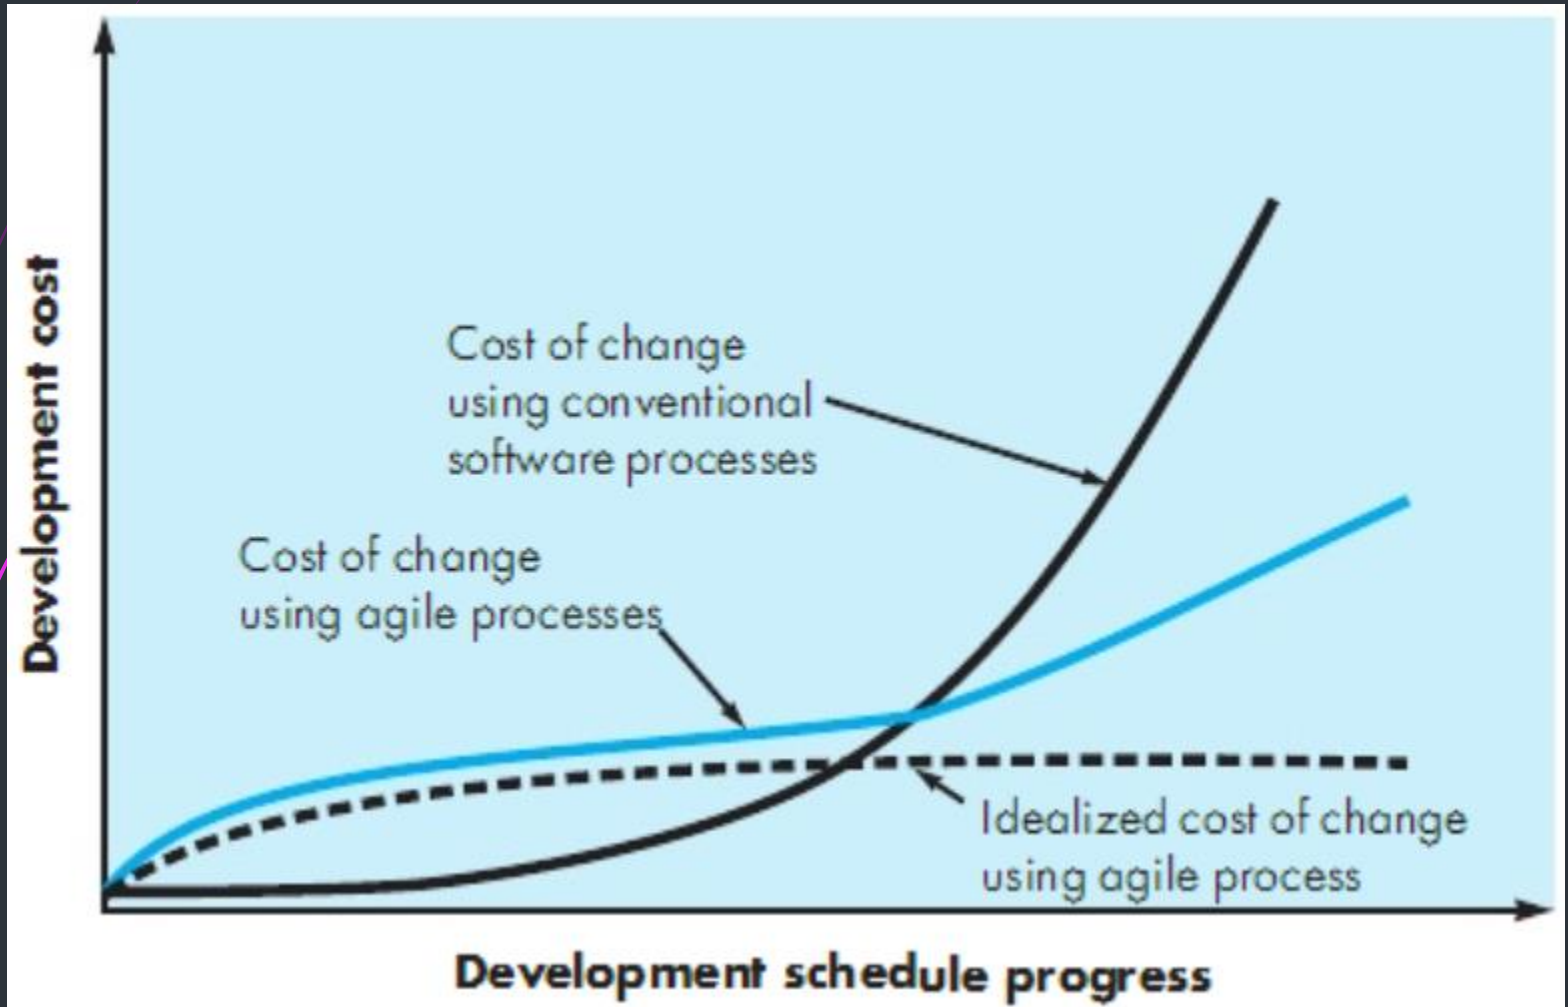 Development cost
Cost of change
using conventional
software processes
Cost of change
using agile processes
Idealized cost of change
using agile process
Development schedule progress